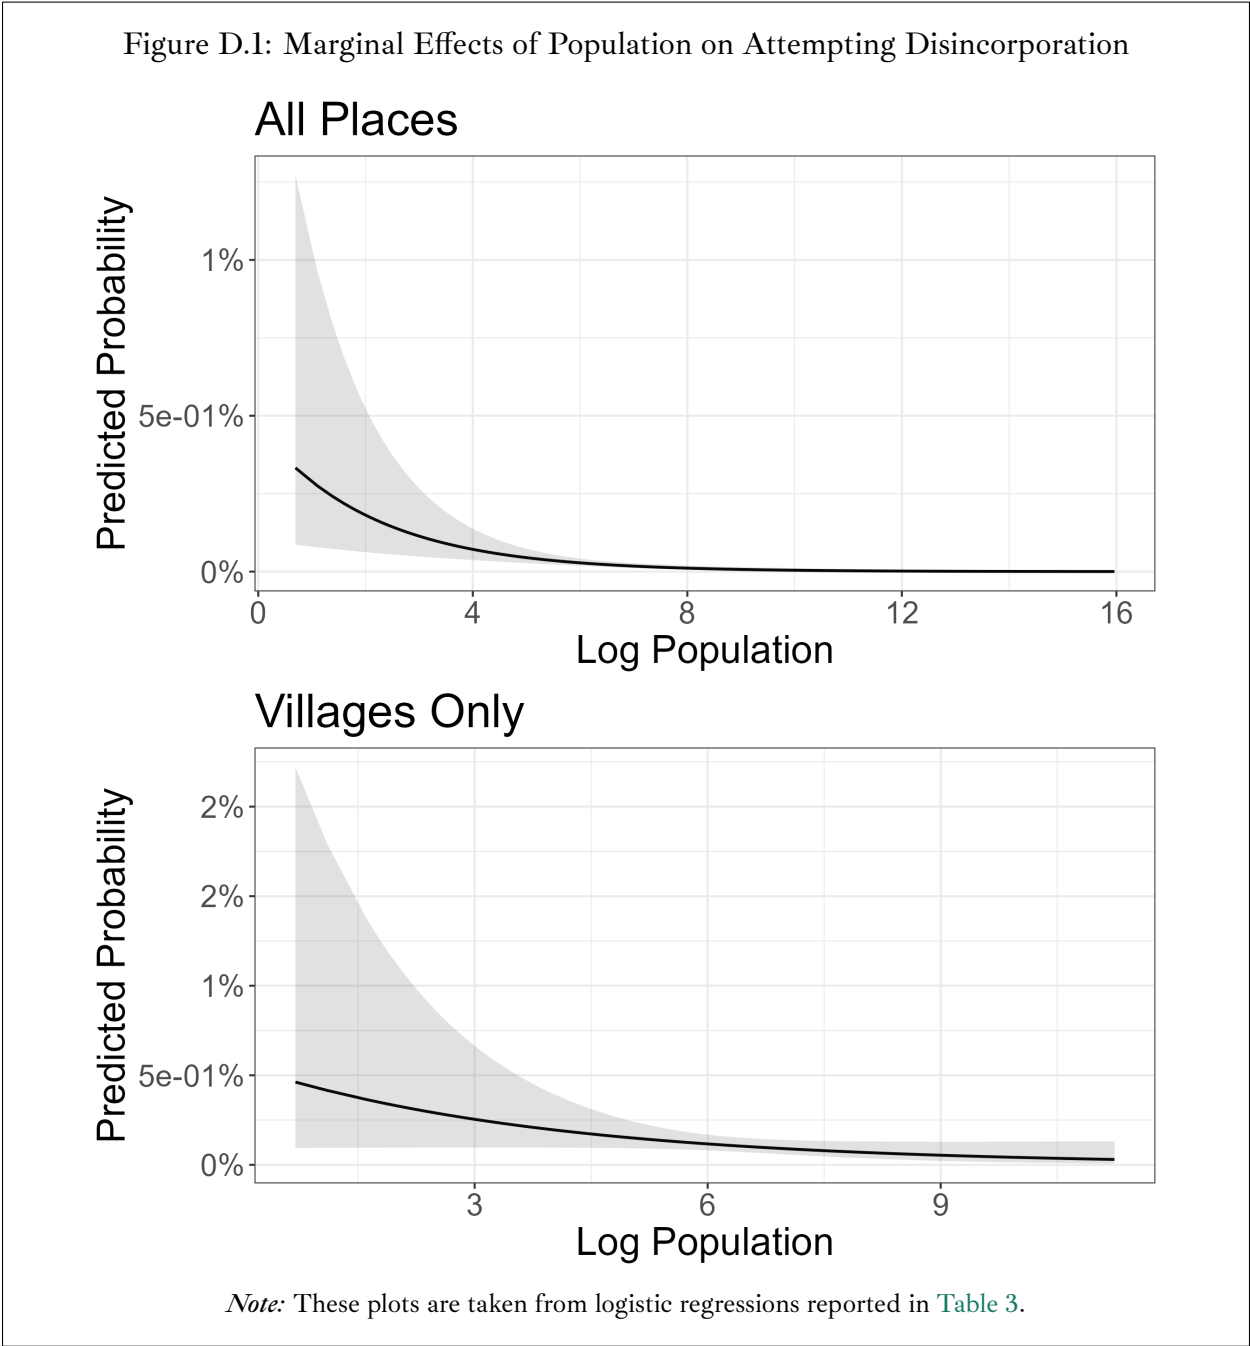 Figure D.1: Marginal Effects of Population on Attempting Disincorporation
All Places
Predicted Probability
1%
5e-01%
0%
0 4 8 12 16
Log Population
Villages Only
Predicted Probability
2%
2%
1%
5e-01%
0%
3 6 9
Log Population
Note: These plots are taken from logistic regressions reported in Table 3.